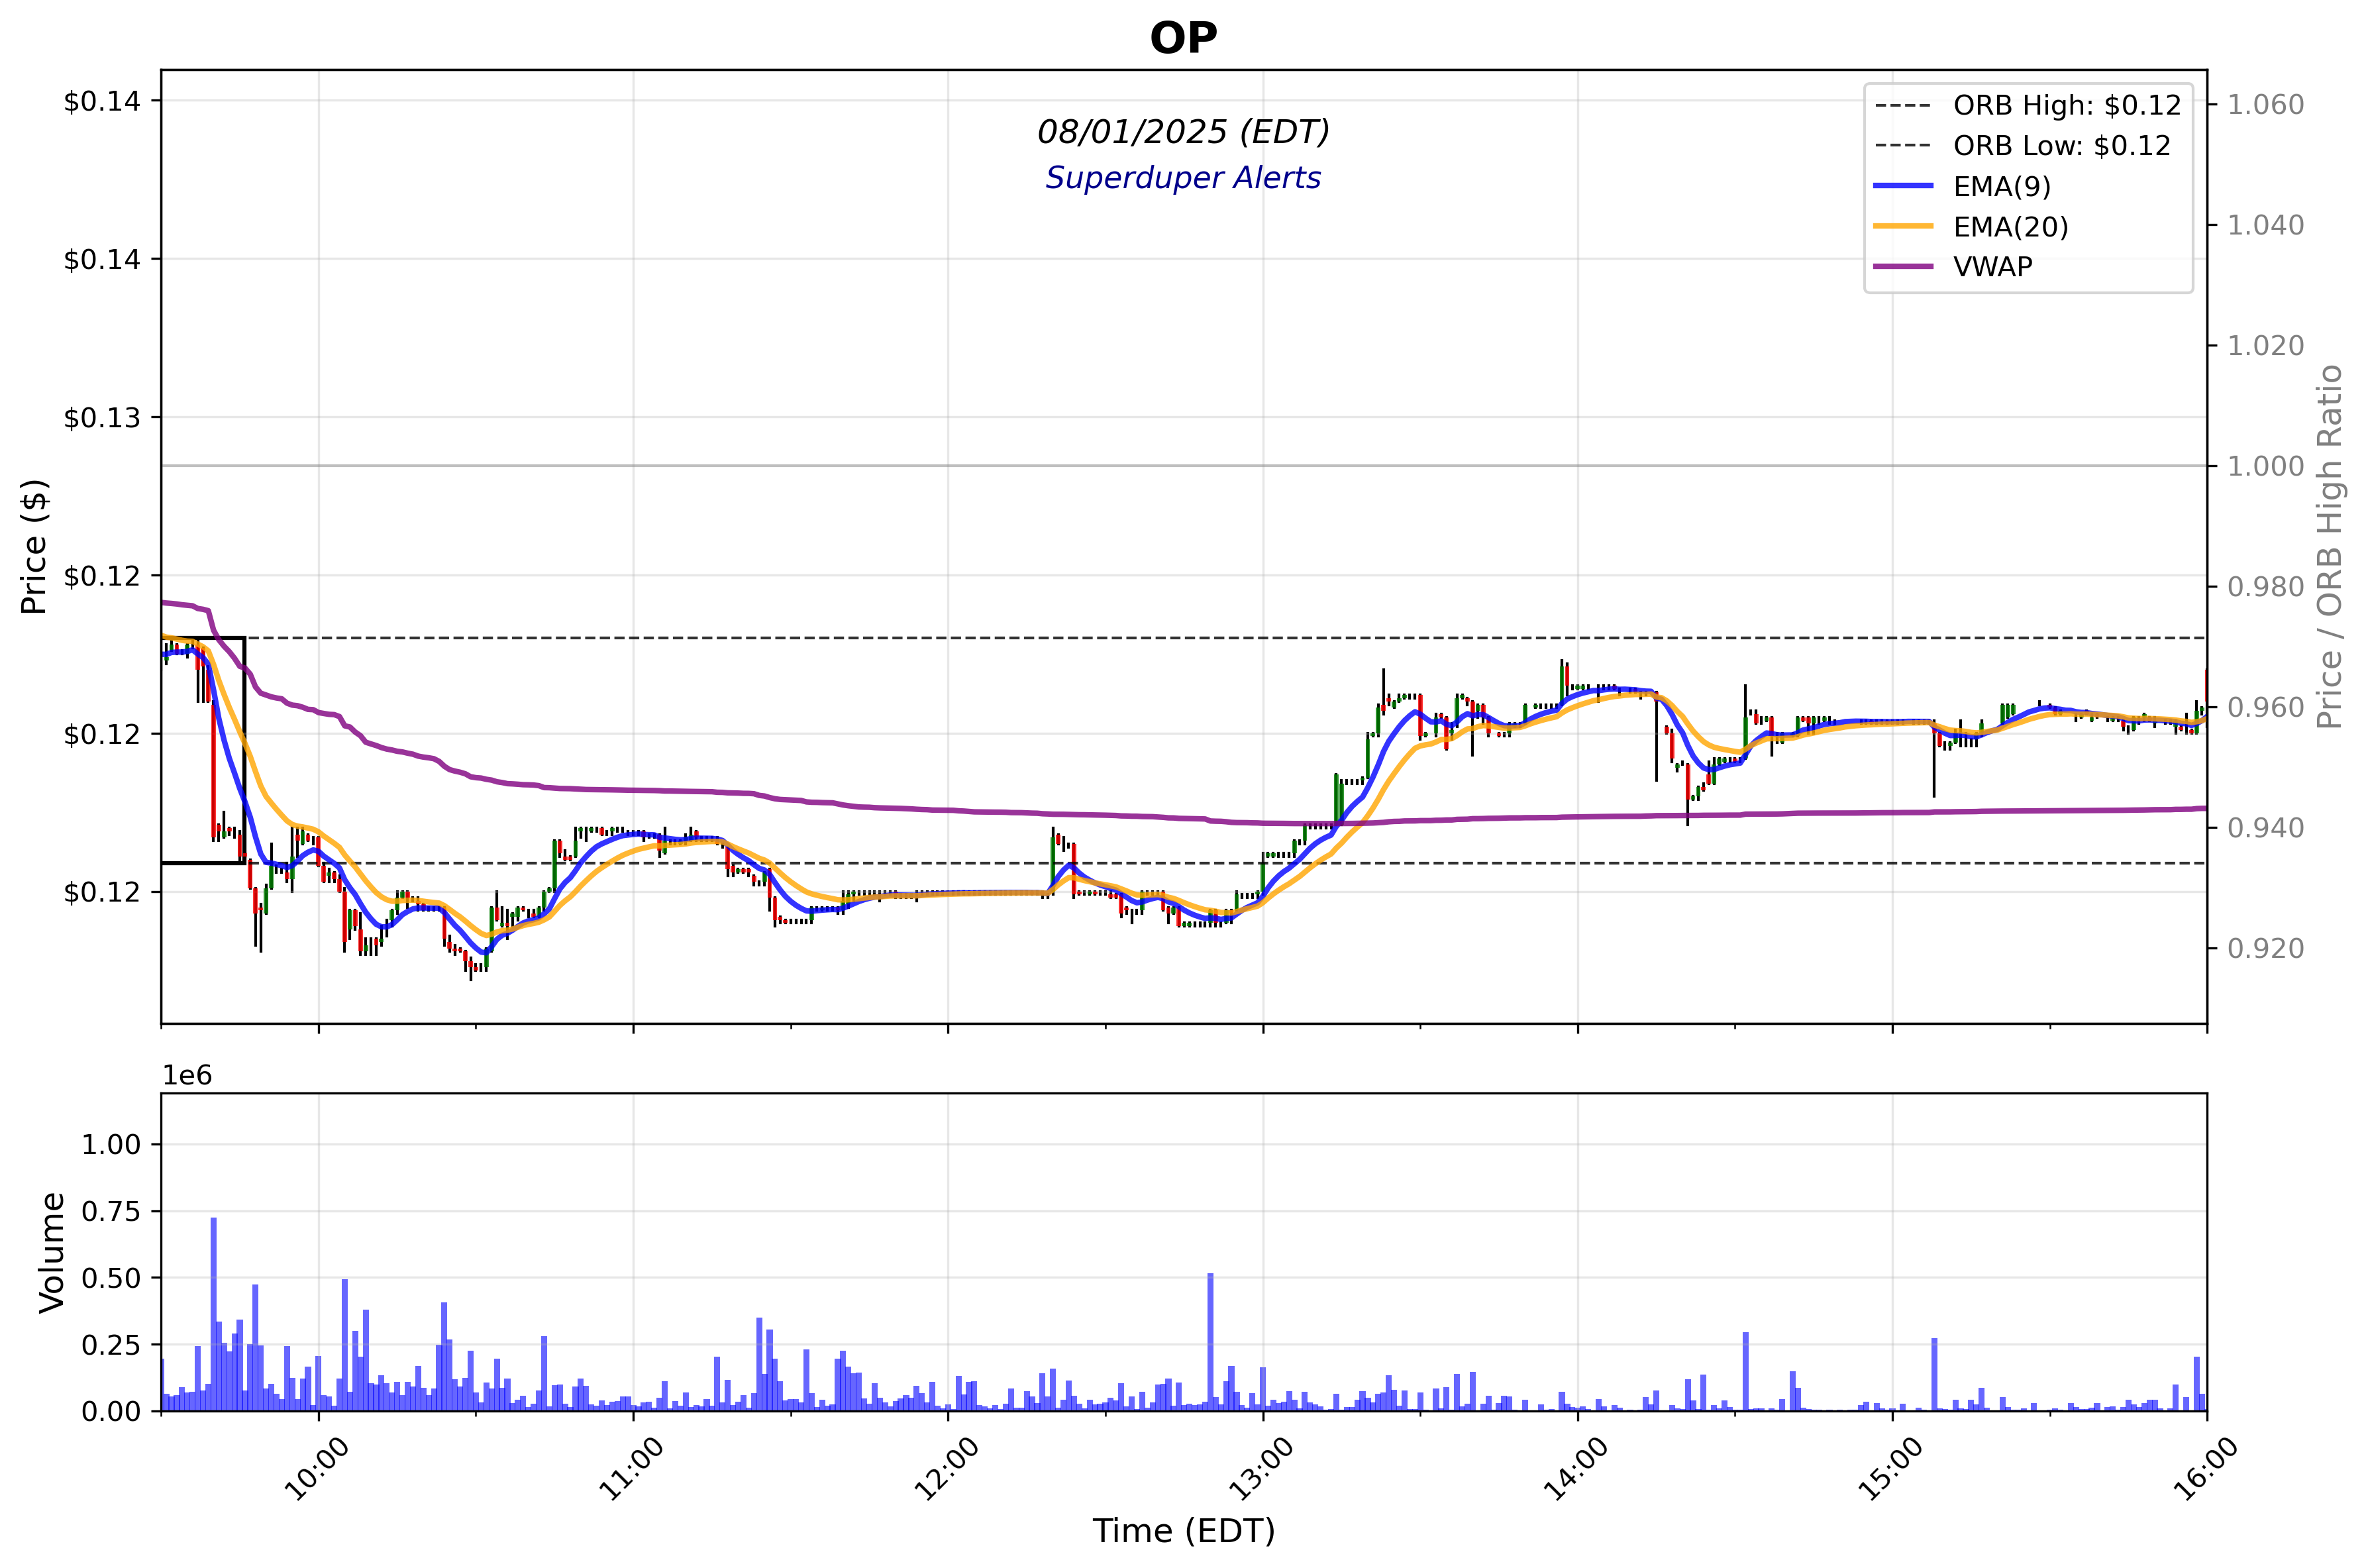 OP
08/01/2025 (EDT)
Superduper Alerts
ORB High: $0.12
ORB Low: $0.12
EMA(9)
EMA(20)
VWAP
Price ($)
$0.14
$0.14
$0.13
$0.12
$0.12
$0.12
Price / ORB High Ratio
1.060
1.040
1.020
1.000
0.980
0.960
0.940
0.920
1e6
Volume
1.00
0.75
0.50
0.25
0.00
10:00
11:00
12:00
13:00
14:00
15:00
16:00
Time (EDT)